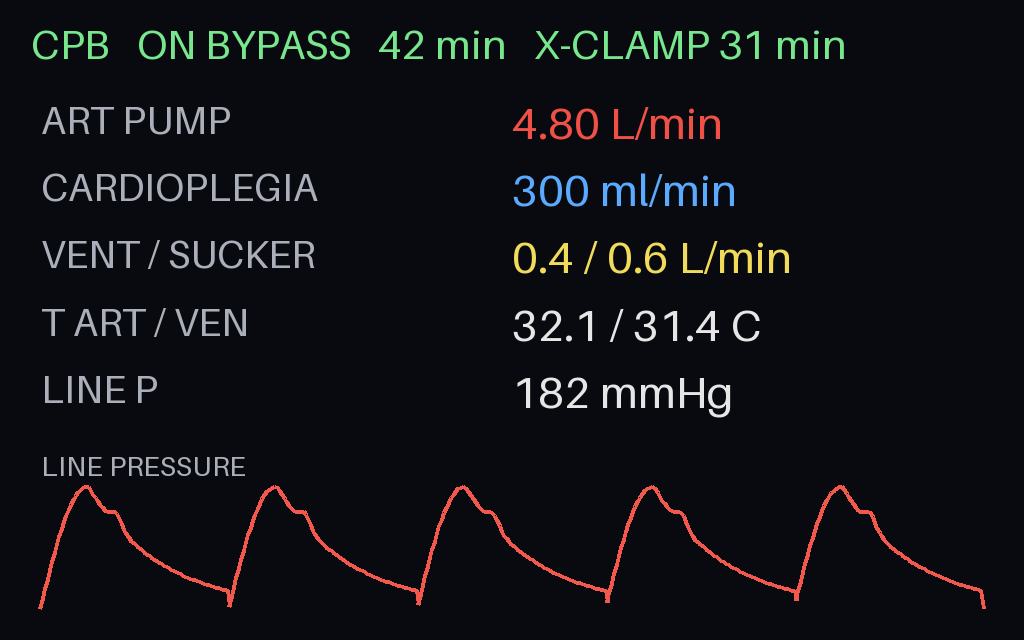 CPB ON BYPASS 42 min X-CLAMP 31 min
ART PUMP 4.80 L/min
CARDIOPLEGIA 300 ml/min
VENT / SUCKER 0.4 / 0.6 L/min
T ART / VEN 32.1 / 31.4 C
LINE P 182 mmHg
LINE PRESSURE